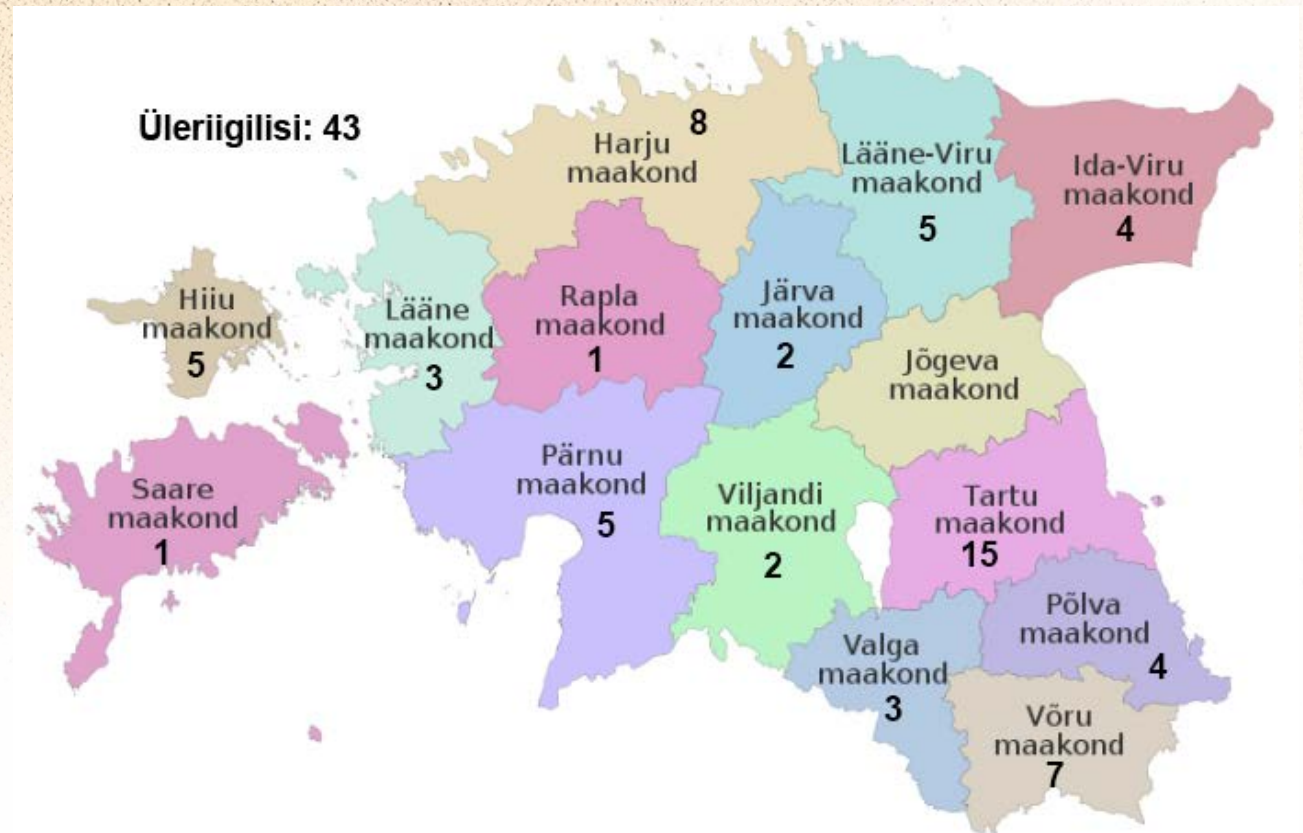 Üleriigilisi: 43
Harju
maakond
8
Lääne-Viru
maakond
5
Ida-Viru
maakond
4
Hiiu
maakond
5
Lääne
maakond
3
Rapla
maakond
1
Järva
maakond
2
Jõgeva
maakond
Saare
maakond
1
Pärnu
maakond
5
Viljandi
maakond
2
Tartu
maakond
15
Põlva
maakond
4
Valga
maakond
3
Võru
maakond
7